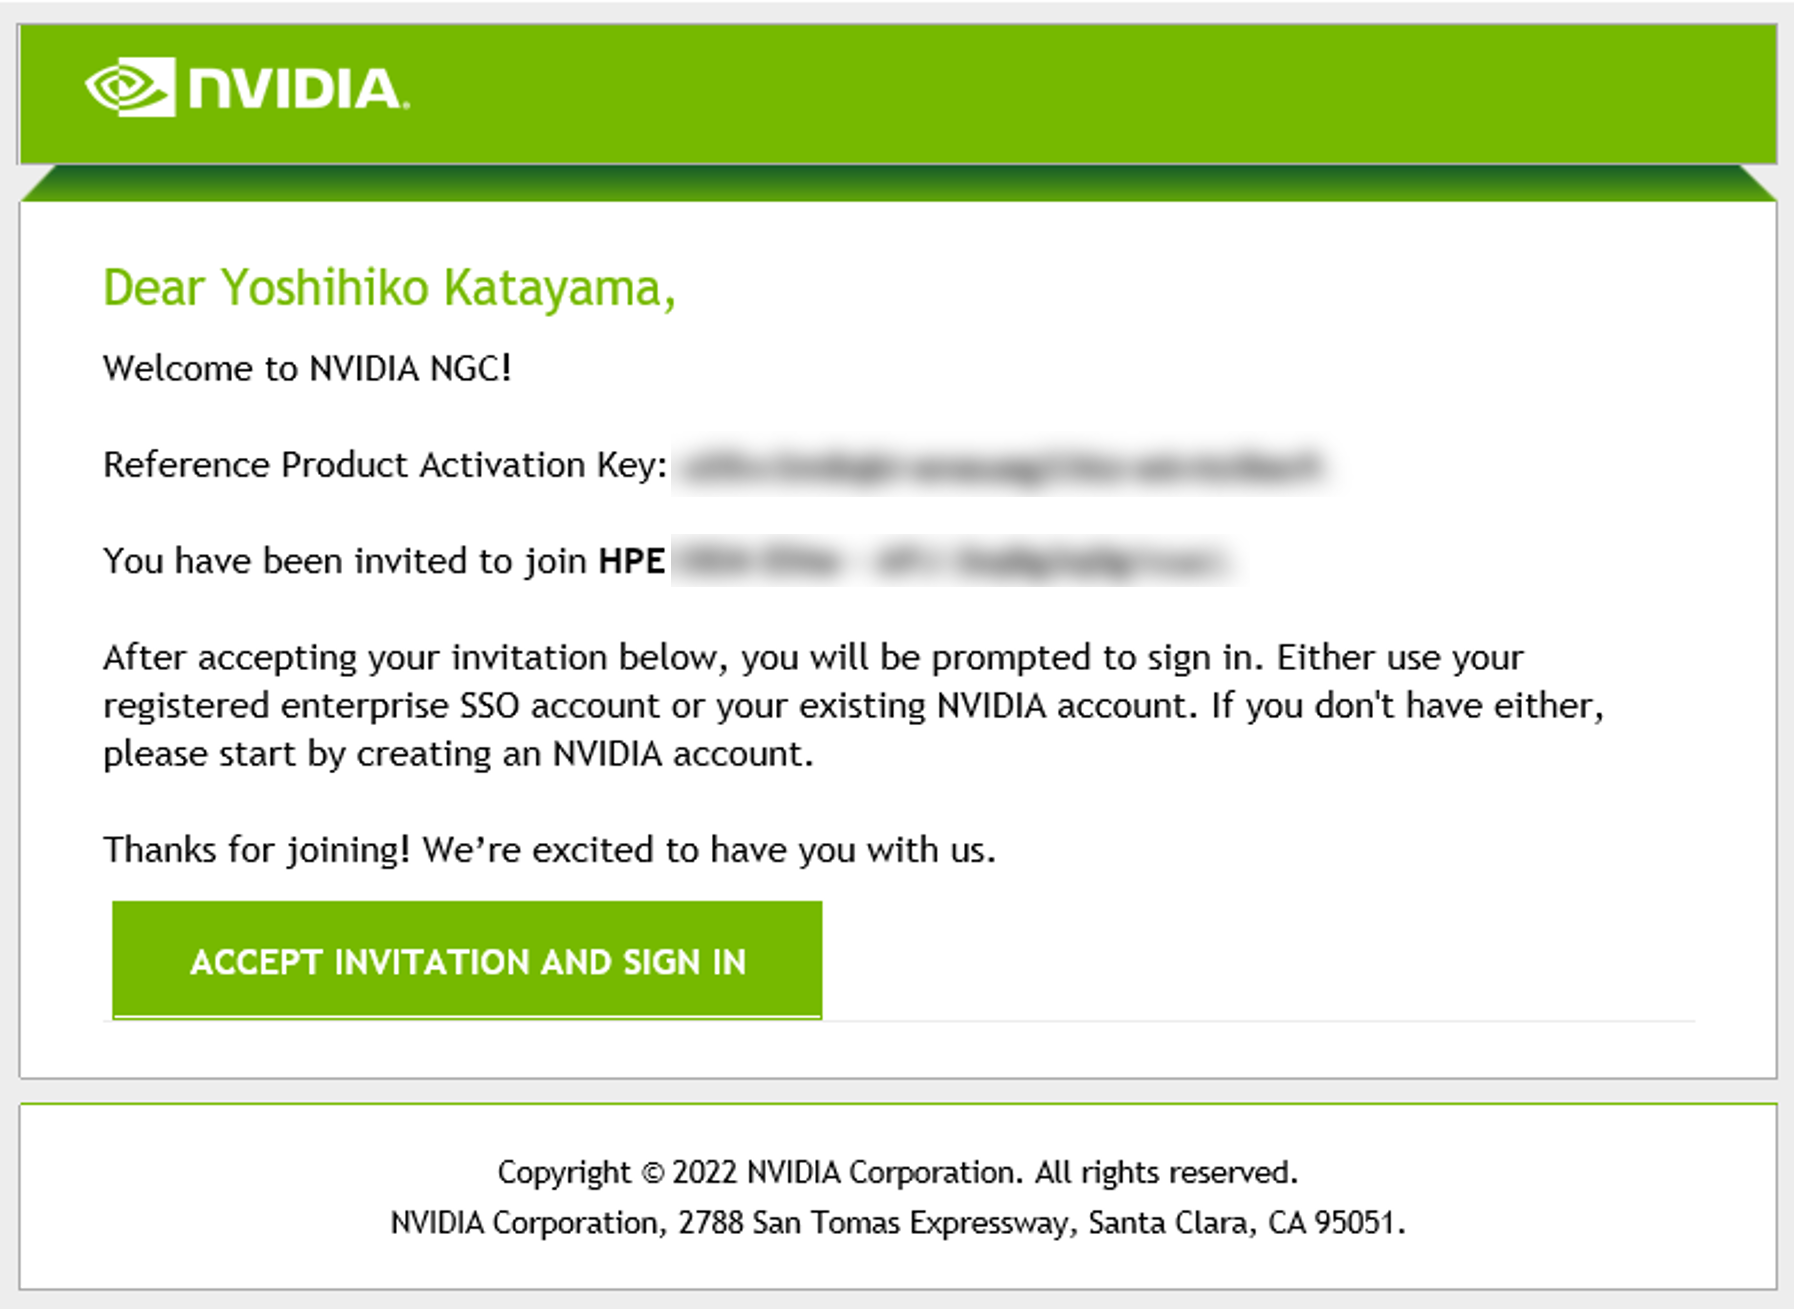 NVIDIA.
Dear Yoshihiko Katayama,
Welcome to NVIDIA NGC!
Reference Product Activation Key:
You have been invited to join HPE
After accepting your invitation below, you will be prompted to sign in. Either use your
registered enterprise SSO account or your existing NVIDIA account. If you don't have either,
please start by creating an NVIDIA account.
Thanks for joining! We’re excited to have you with us.
ACCEPT INVITATION AND SIGN IN
Copyright © 2022 NVIDIA Corporation. All rights reserved.
NVIDIA Corporation, 2788 San Tomas Expressway, Santa Clara, CA 95051.